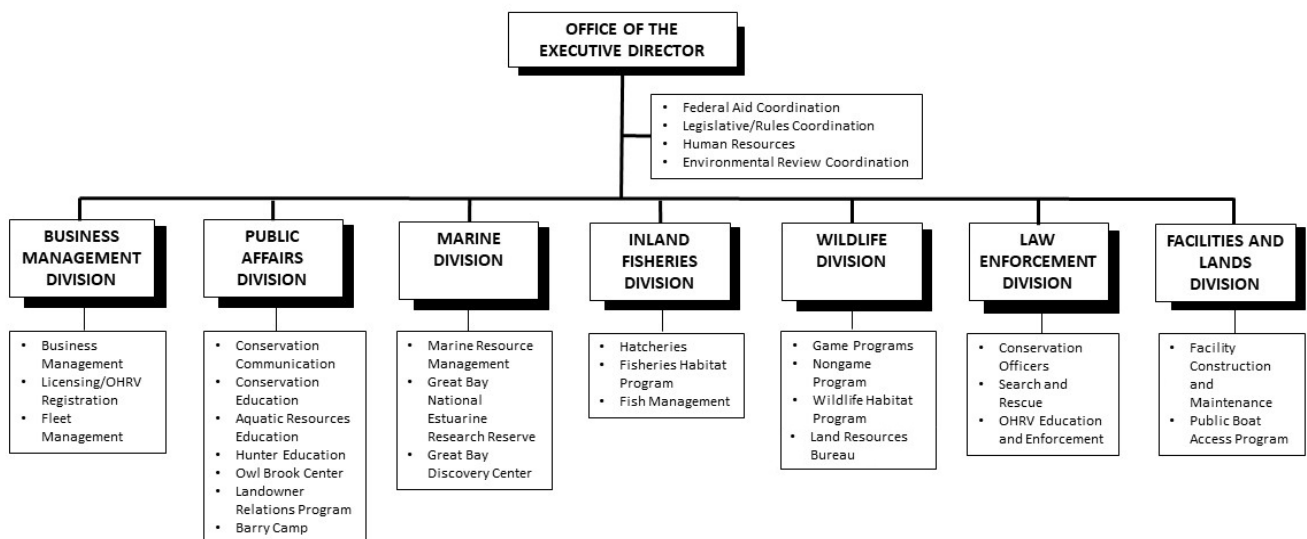 OFFICE OF THE
EXECUTIVE DIRECTOR
• Federal Aid Coordination
• Legislative/Rules Coordination
• Human Resources
• Environmental Review Coordination
BUSINESS
MANAGEMENT
DIVISION
• Business
Management
• Licensing/OHRV
Registration
• Fleet
Management
PUBLIC
AFFAIRS
DIVISION
• Conservation
Communication
• Conservation
Education
• Aquatic Resources
Education
• Hunter Education
• Owl Brook Center
• Landowner
Relations Program
• Barry Camp
MARINE
DIVISION
• Marine Resource
Management
• Great Bay
National
Estuarine
Research Reserve
• Great Bay
Discovery Center
INLAND
FISHERIES
DIVISION
• Hatcheries
• Fisheries Habitat
Program
• Fish Management
WILDLIFE
DIVISION
• Game Programs
• Nongame
Program
• Wildlife Habitat
Program
• Land Resources
Bureau
LAW
ENFORCEMENT
DIVISION
• Conservation
Officers
• Search and
Rescue
• OHRV Education
and Enforcement
FACILITIES AND
LANDS
DIVISION
• Facility
Construction
and
Maintenance
• Public Boat
Access Program